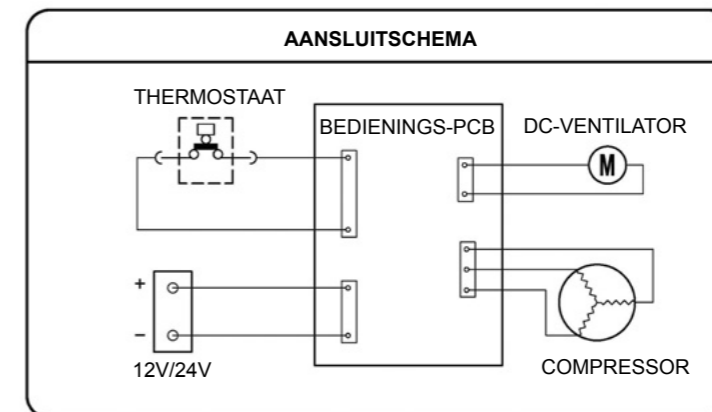 AANSLUITSCHEMA
THERMOSTAAT
BEDIENINGS-PCB
DC-VENTILATOR
M
+
−
12V/24V
COMPRESSOR